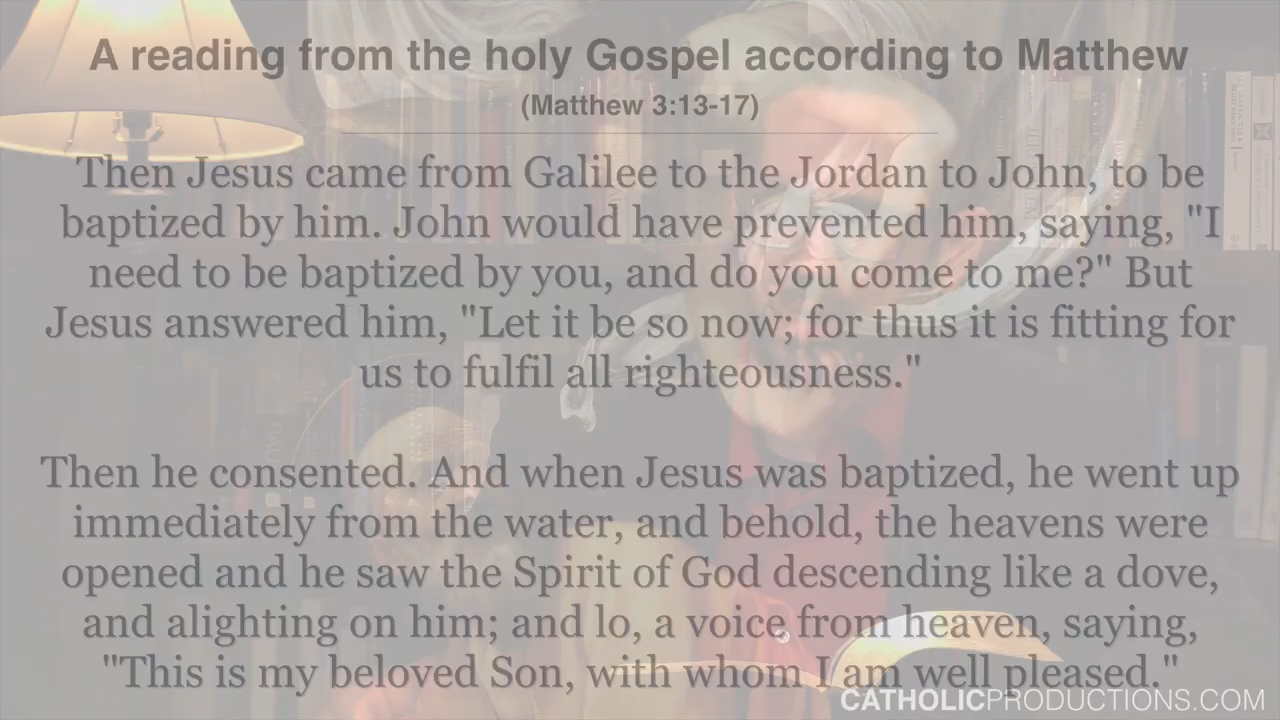 A reading from the holy Gospel according to Matthew
(Matthew 3:13-17)
Then Jesus came from Galilee to the Jordan to John, to be
baptized by him. John would have prevented him, saying, "I
need to be baptized by you, and do you come to me?" But
Jesus answered him, "Let it be so now; for thus it is fitting for
us to fulfil all righteousness."
Then he consented. And when Jesus was baptized, he went up
immediately from the water, and behold, the heavens were
opened and he saw the Spirit of God descending like a dove,
and alighting on him; and lo, a voice from heaven, saying,
"This is my beloved Son, with whom I am well pleased."
CATHOLICPRODUCTIONS.COM